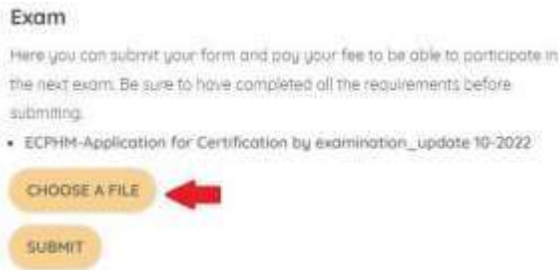 Exam
Here you can submit your form and pay your fee to be able to participate in
the next exam. Be sure to have completed all the requirements before
submitting.
• ECPHM-Application for Certification by examination_update 10-2022
CHOOSE A FILE
SUBMIT